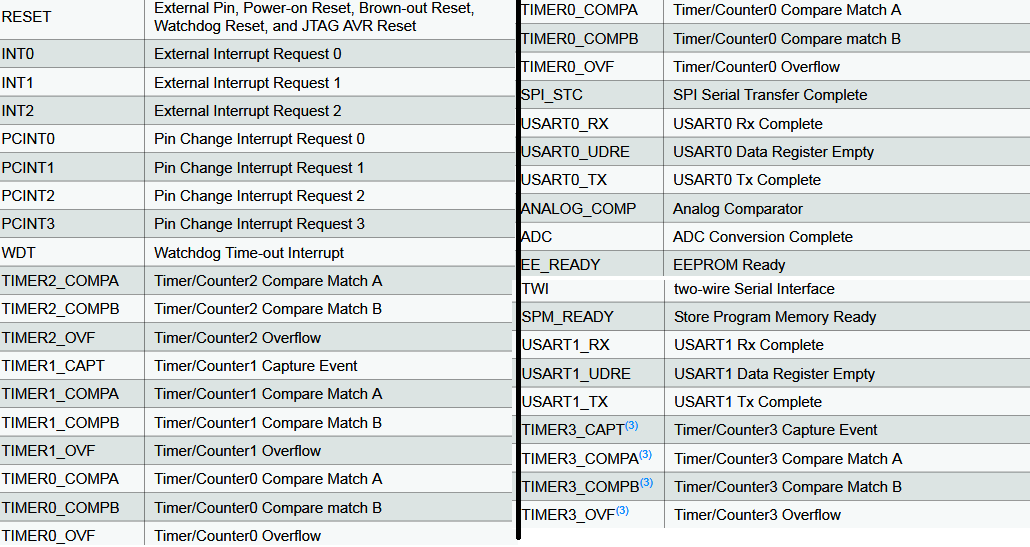 RESET External Pin, Power-on Reset, Brown-out Reset,
Watchdog Reset, and JTAG AVR Reset
INT0 External Interrupt Request 0
INT1 External Interrupt Request 1
INT2 External Interrupt Request 2
PCINT0 Pin Change Interrupt Request 0
PCINT1 Pin Change Interrupt Request 1
PCINT2 Pin Change Interrupt Request 2
PCINT3 Pin Change Interrupt Request 3
WDT Watchdog Time-out Interrupt
TIMER2_COMPA Timer/Counter2 Compare Match A
TIMER2_COMPB Timer/Counter2 Compare Match B
TIMER2_OVF Timer/Counter2 Overflow
TIMER1_CAPT Timer/Counter1 Capture Event
TIMER1_COMPA Timer/Counter1 Compare Match A
TIMER1_COMPB Timer/Counter1 Compare Match B
TIMER1_OVF Timer/Counter1 Overflow
TIMER0_COMPA Timer/Counter0 Compare Match A
TIMER0_COMPB Timer/Counter0 Compare match B
TIMER0_OVF Timer/Counter0 Overflow
TIMER0_COMPA Timer/Counter0 Compare Match A
TIMER0_COMPB Timer/Counter0 Compare match B
TIMER0_OVF Timer/Counter0 Overflow
SPI_STC SPI Serial Transfer Complete
USART0_RX USART0 Rx Complete
USART0_UDRE USART0 Data Register Empty
USART0_TX USART0 Tx Complete
ANALOG_COMP Analog Comparator
ADC ADC Conversion Complete
EE_READY EEPROM Ready
TWI two-wire Serial Interface
SPM_READY Store Program Memory Ready
USART1_RX USART1 Rx Complete
USART1_UDRE USART1 Data Register Empty
USART1_TX USART1 Tx Complete
TIMER3_CAPT(3) Timer/Counter3 Capture Event
TIMER3_COMPA(3) Timer/Counter3 Compare Match A
TIMER3_COMPB(3) Timer/Counter3 Compare Match B
TIMER3_OVF(3) Timer/Counter3 Overflow